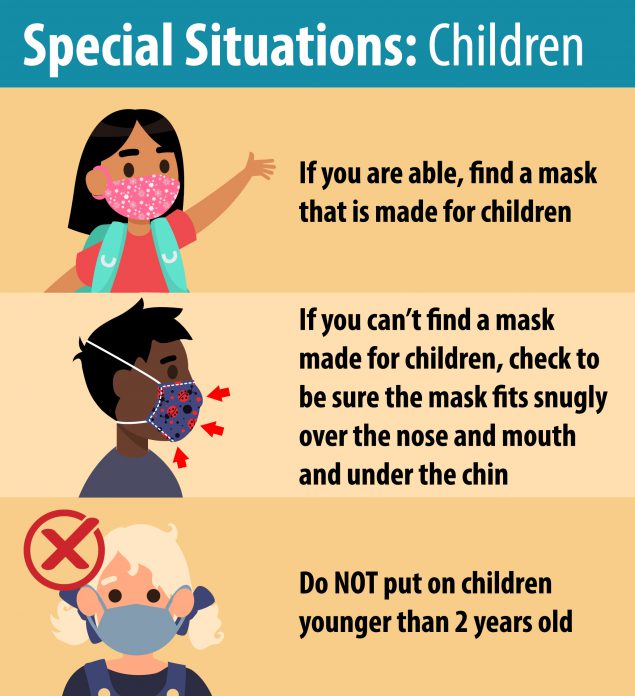 Special Situations: Children
If you are able, find a mask
that is made for children
If you can’t find a mask
made for children, check to
be sure the mask fits snugly
over the nose and mouth
and under the chin
Do NOT put on children
younger than 2 years old